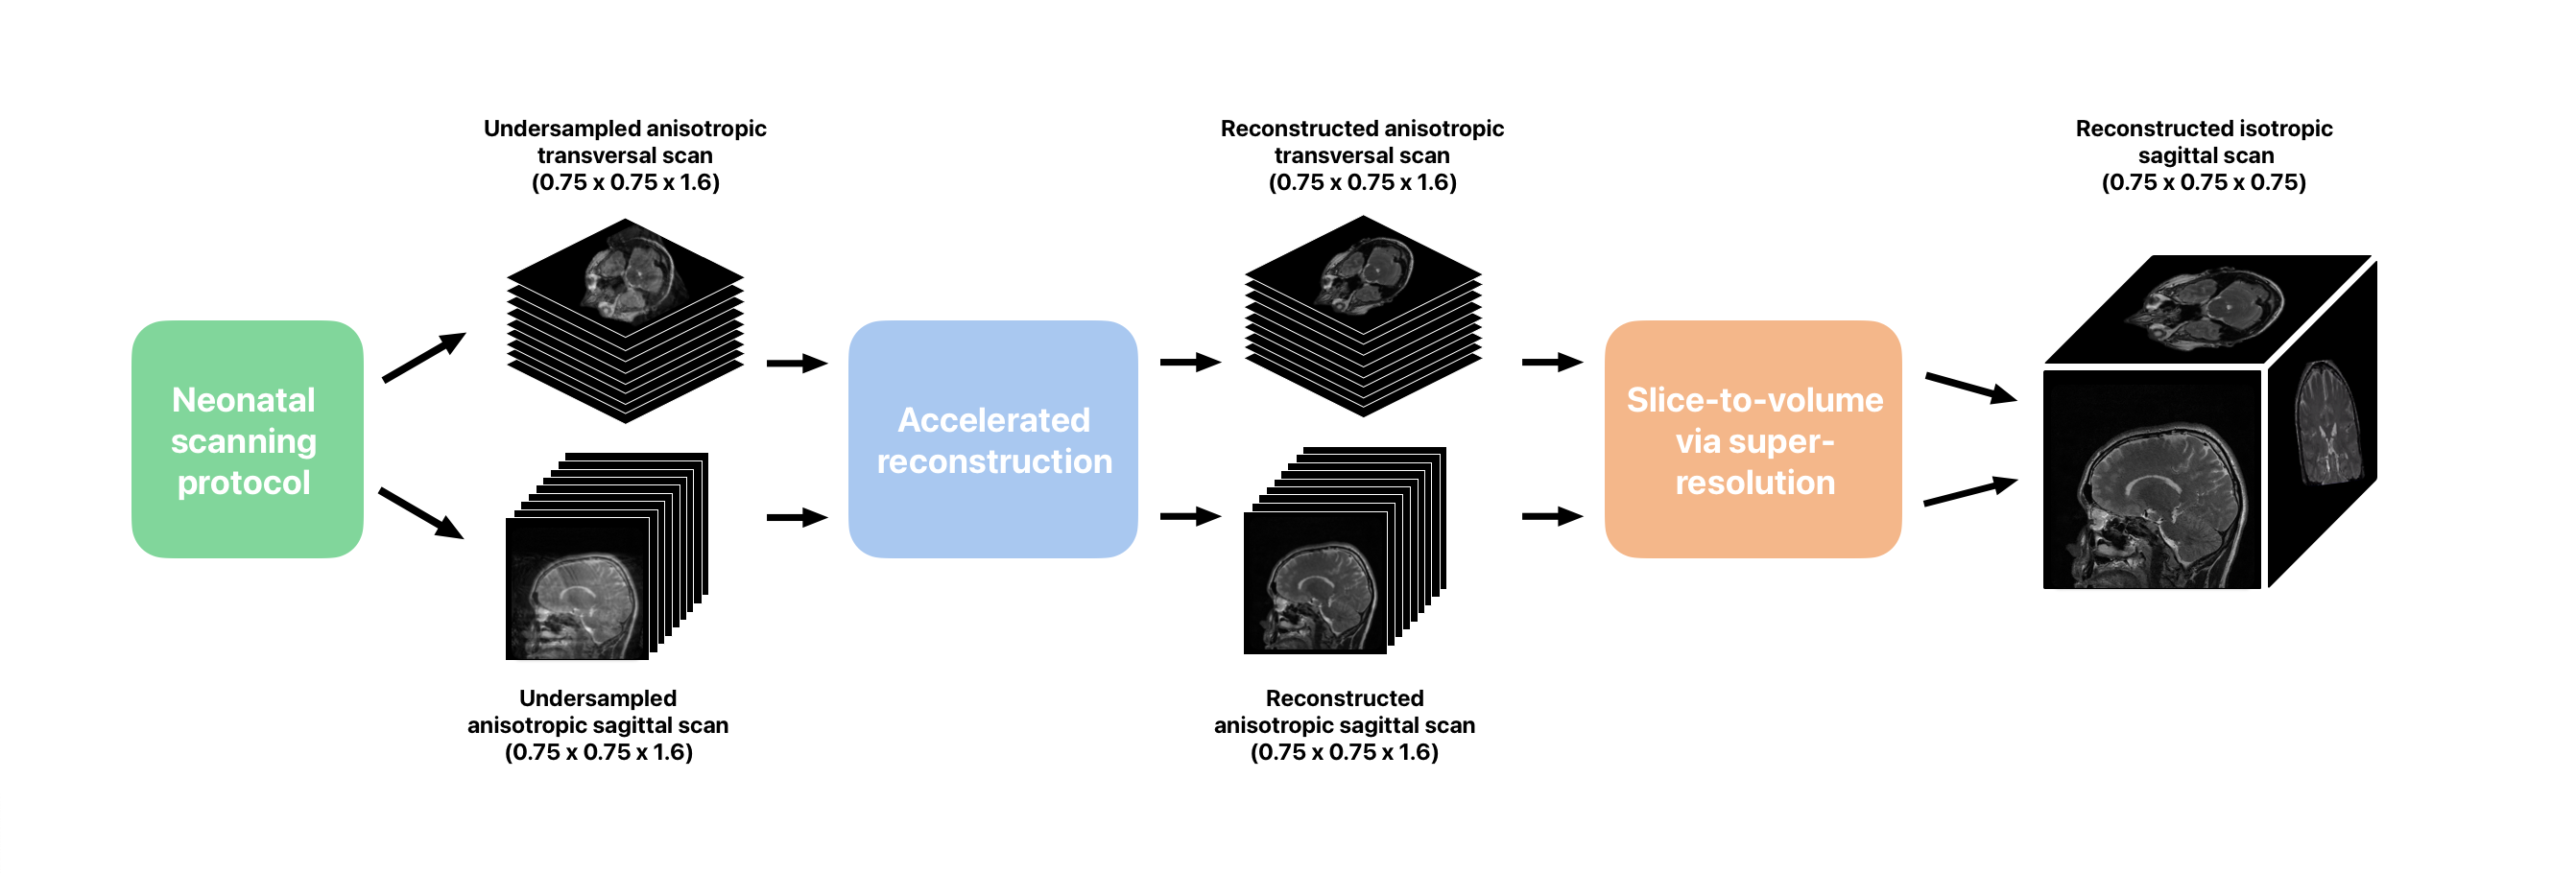 Neonatal
scanning
protocol
Undersampled anisotropic
transversal scan
(0.75 x 0.75 x 1.6)
Undersampled
anisotropic sagittal scan
(0.75 x 0.75 x 1.6)
Accelerated
reconstruction
Reconstructed anisotropic
transversal scan
(0.75 x 0.75 x 1.6)
Reconstructed
anisotropic sagittal scan
(0.75 x 0.75 x 1.6)
Slice-to-volume
via super-
resolution
Reconstructed isotropic
sagittal scan
(0.75 x 0.75 x 0.75)